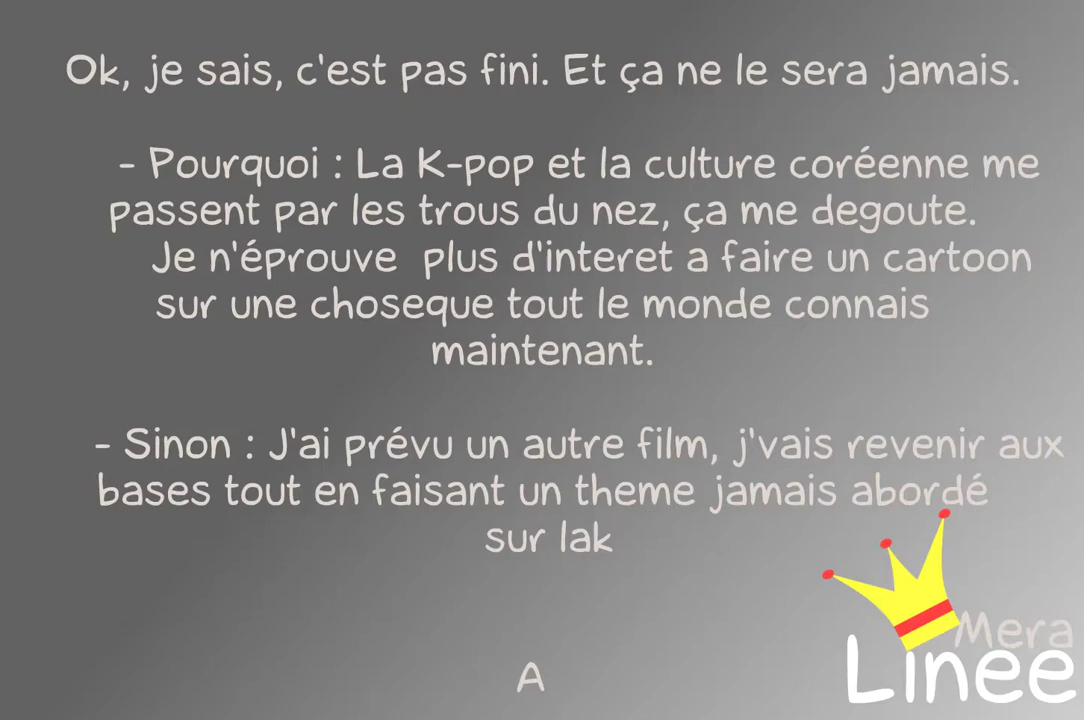 Ok, je sais, c'est pas fini. Et ça ne le sera jamais.
- Pourquoi : La K-pop et la culture coréenne me
passent par les trous du nez, ça me degoute.
Je n'éprouve plus d'interet a faire un cartoon
sur une choseque tout le monde connais
maintenant.
- Sinon : J'ai prévu un autre film, j'vais revenir aux
bases tout en faisant un theme jamais abordé
sur lak
A
Mera
Linee